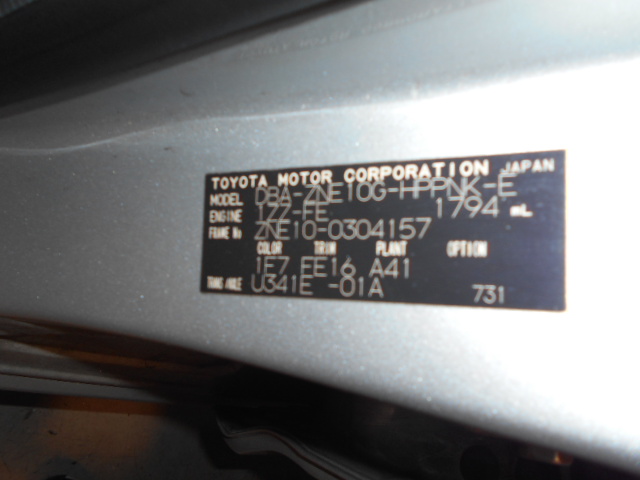 TOYOTA MOTOR CORPORATION JAPAN
MODEL DBA-ZNE10G-HPPNK-E
ENGINE 1ZZ-FE 1794 mL
FRAME No ZNE10-0304157
COLOR TRIM PLANT OPTION
1F7 FE16 A41
TRANS/AXLE U341E -01A 731